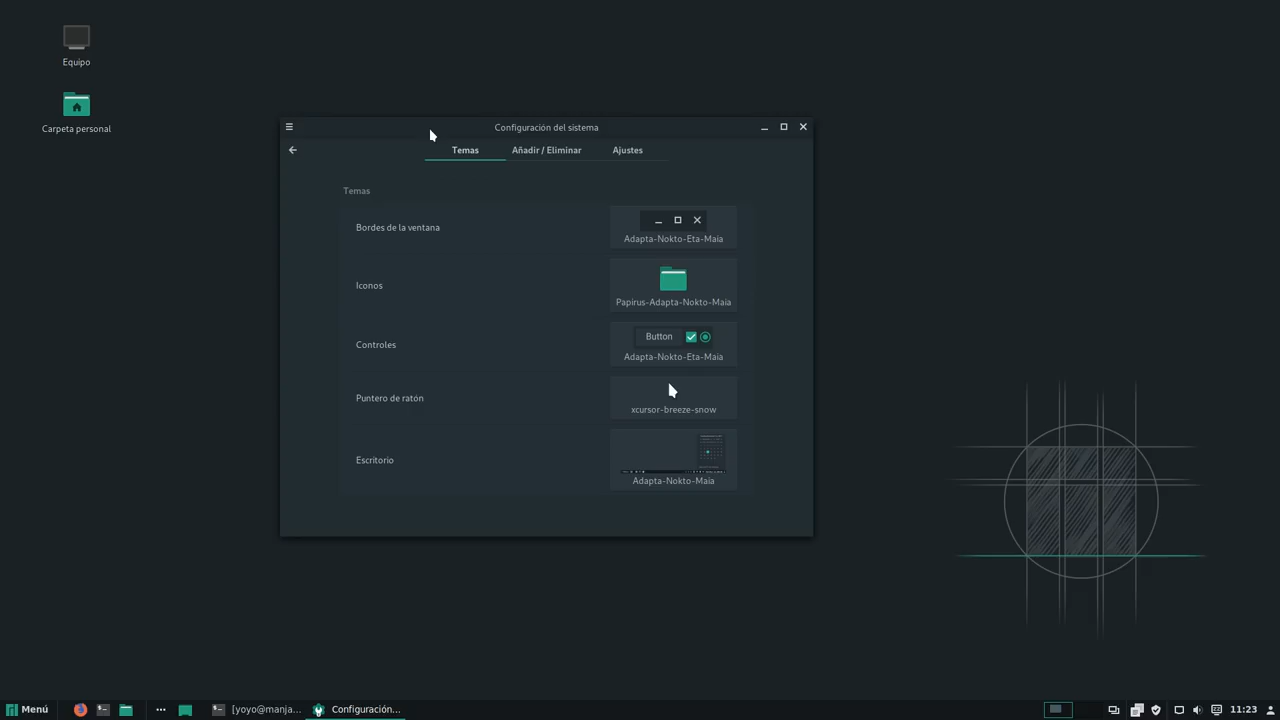 Equipo
Carpeta personal
Configuración del sistema
Temas
Añadir / Eliminar
Ajustes
Temas
Bordes de la ventana
Adapta-Nokto-Eta-Maia
Iconos
Papirus-Adapta-Nokto-Maia
Controles
Button
Adapta-Nokto-Eta-Maia
Puntero de ratón
xcursor-breeze-snow
Escritorio
Adapta-Nokto-Maia
Menú
[yoyo@manja...
Configuración...
11:23